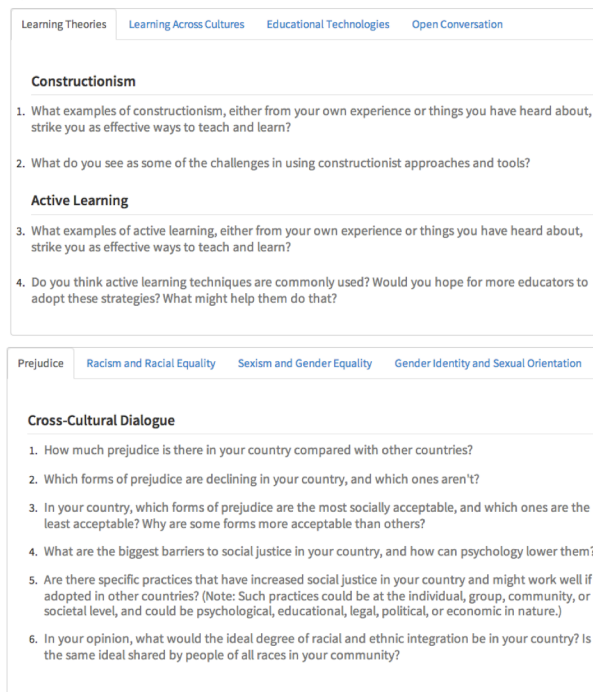 Learning Theories Learning Across Cultures Educational Technologies Open Conversation
Constructionism
1. What examples of constructionism, either from your own experience or things you have heard about,
strike you as effective ways to teach and learn?
2. What do you see as some of the challenges in using constructionist approaches and tools?
Active Learning
3. What examples of active learning, either from your own experience or things you have heard about,
strike you as effective ways to teach and learn?
4. Do you think active learning techniques are commonly used? Would you hope for more educators to
adopt these strategies? What might help them do that?
Prejudice Racism and Racial Equality Sexism and Gender Equality Gender Identity and Sexual Orientation
Cross-Cultural Dialogue
1. How much prejudice is there in your country compared with other countries?
2. Which forms of prejudice are declining in your country, and which ones aren't?
3. In your country, which forms of prejudice are the most socially acceptable, and which ones are the
least acceptable? Why are some forms more acceptable than others?
4. What are the biggest barriers to social justice in your country, and how can psychology lower them?
5. Are there specific practices that have increased social justice in your country and might work well if
adopted in other countries? (Note: Such practices could be at the individual, group, community, or
societal level, and could be psychological, educational, legal, political, or economic in nature.)
6. In your opinion, what would the ideal degree of racial and ethnic integration be in your country? Is
the same ideal shared by people of all races in your community?